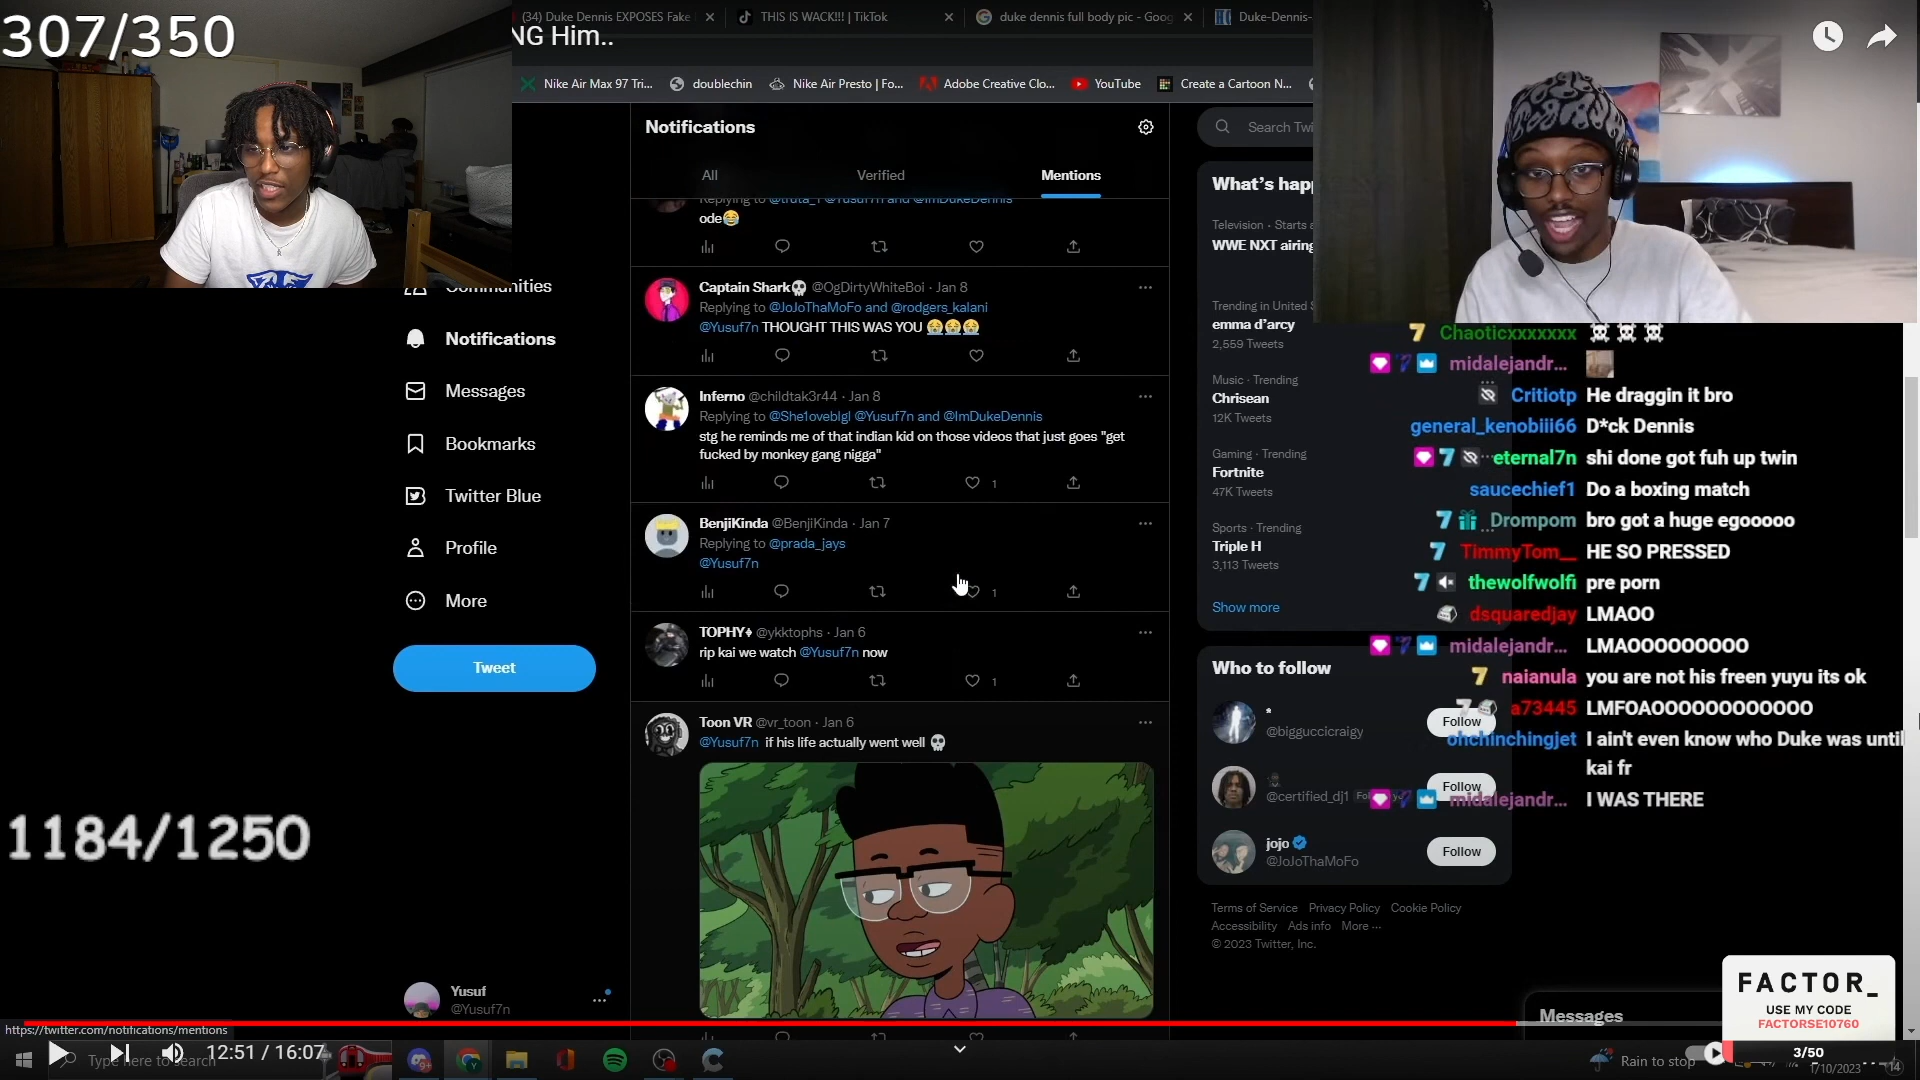 307/350
(34) Duke Dennis EXPOSES Fake
THIS IS WACK!!! | TikTok
duke dennis full body pic - Goog
Duke-Dennis-
NG Him..
Nike Air Max 97 Tri...
doublechin
Nike Air Presto | Fo...
Adobe Creative Clo...
YouTube
Create a Cartoon N...
Communities
Notifications
Messages
Bookmarks
Twitter Blue
Profile
More
Tweet
Yusuf
@Yusuf7n
1184/1250
Notifications
All
Verified
Mentions
ode😂
Captain Shark💀 @OgDirtyWhiteBoi · Jan 8
Replying to @JoJoThaMoFo and @rodgers_kalani
@Yusuf7n THOUGHT THIS WAS YOU 😭😭😭
Inferno @childtak3r44 · Jan 8
Replying to @She1oveblgl @Yusuf7n and @ImDukeDennis
stg he reminds me of that indian kid on those videos that just goes "get
fucked by monkey gang nigga"
1
BenjiKinda @BenjiKinda · Jan 7
Replying to @prada_jays
@Yusuf7n
1
TOPHY♦ @ykktophs · Jan 6
rip kai we watch @Yusuf7n now
1
Toon VR @vr_toon · Jan 6
@Yusuf7n if his life actually went well 💀
Search Twi
What's happ
Television · Starts a
WWE NXT airing
Trending in United S
emma d'arcy
2,559 Tweets
Music · Trending
Chrisean
12K Tweets
Gaming · Trending
Fortnite
47K Tweets
Sports · Trending
Triple H
3,113 Tweets
Show more
Who to follow
*
@bigguccicraigy
Follow
@certified_dj1
Follow
jojo
@JoJoThaMoFo
Follow
Terms of Service Privacy Policy Cookie Policy
Accessibility Ads info More ···
© 2023 Twitter, Inc.
7 Chaoticxxxxxxx ☠☠☠
midalejandr...
Critiotp He draggin it bro
general_kenobiii66 D*ck Dennis
7 eternal7n shi done got fuh up twin
saucechief1 Do a boxing match
7 Drompom bro got a huge egooooo
7 TimmyTom__ HE SO PRESSED
7 thewolfwolfi pre porn
dsquaredjay LMAOO
midalejandr... LMAOOOOOOOOO
7 naianula you are not his freen yuyu its ok
7 a73445 LMFOAOOOOOOOOOOOO
ohchinchingjet I ain't even know who Duke was until
kai fr
midalejandr... I WAS THERE
Messages
FACTOR_
USE MY CODE
FACTORSE10760
3/50
https://twitter.com/notifications/mentions
12:51 / 16:07
Type here to search
Rain to stop
1/10/2023